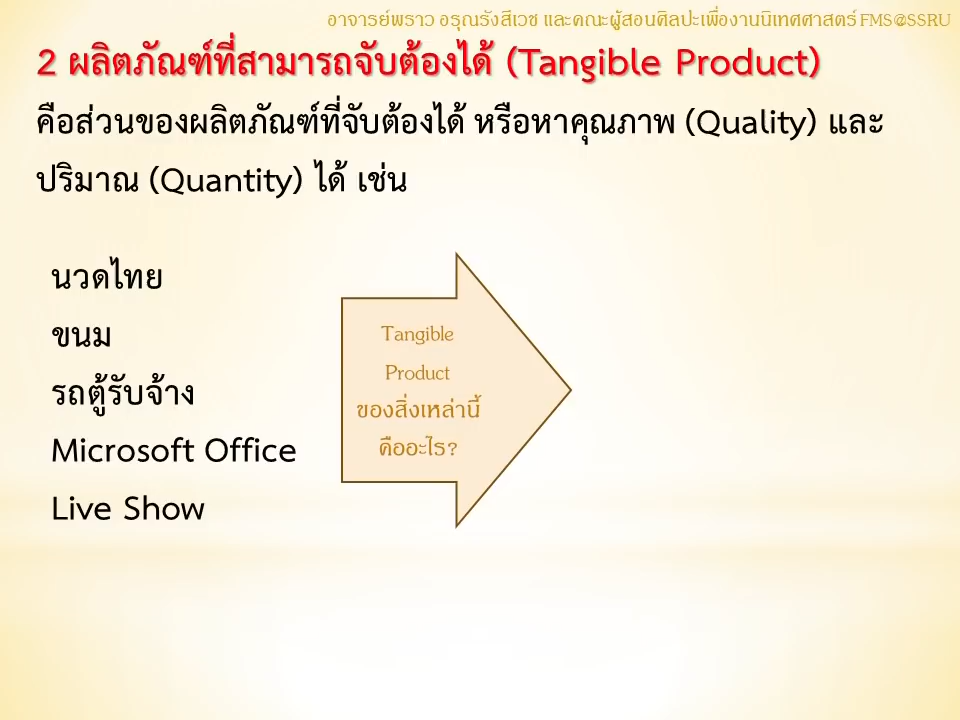 อาจารย์พราว อรุณรังสีเวช และคณะผู้สอนศิลปะเพื่องานนิเทศศาสตร์ FMS@SSRU
2 ผลิตภัณฑ์ที่สามารถจับต้องได้ (Tangible Product)
คือส่วนของผลิตภัณฑ์ที่จับต้องได้ หรือหาคุณภาพ (Quality) และ
ปริมาณ (Quantity) ได้ เช่น
นวดไทย
ขนม
รถตู้รับจ้าง
Microsoft Office
Live Show
Tangible
Product
ของสิ่งเหล่านี้
คืออะไร?